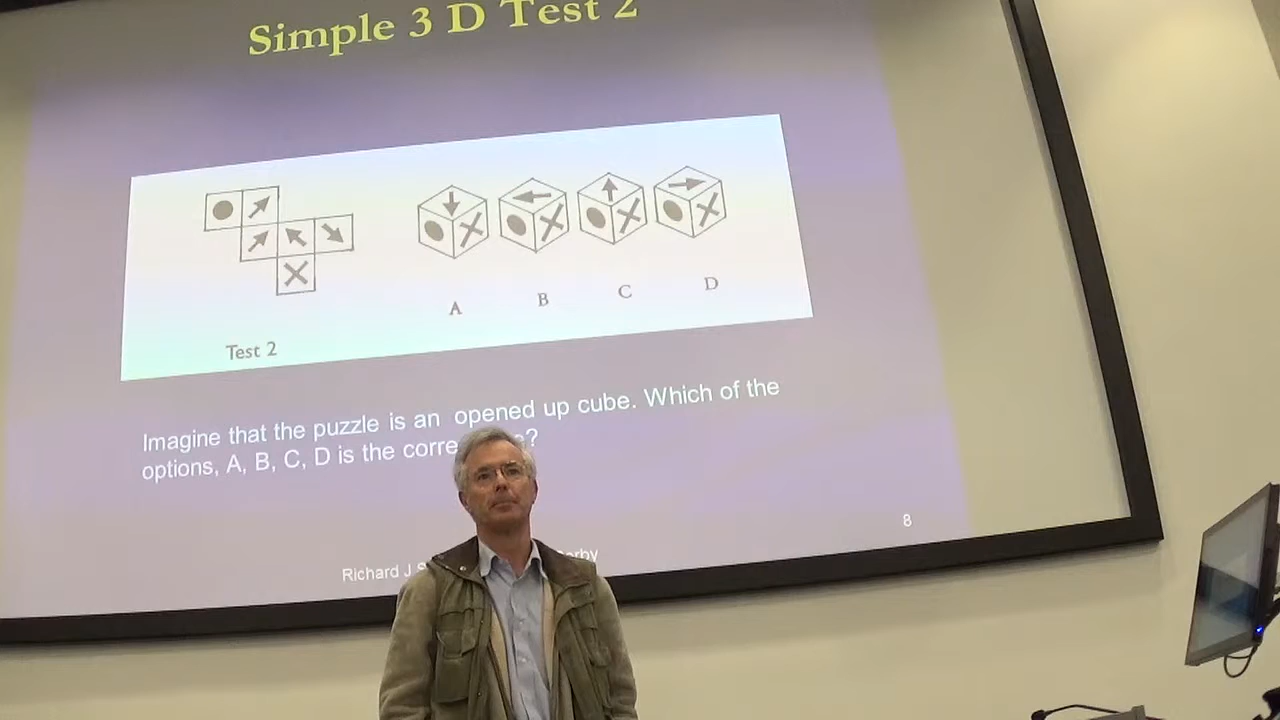 Simple 3 D Test 2
A B C D
Test 2
Imagine that the puzzle is an opened up cube. Which of the
options, A, B, C, D is the
8
Richard J